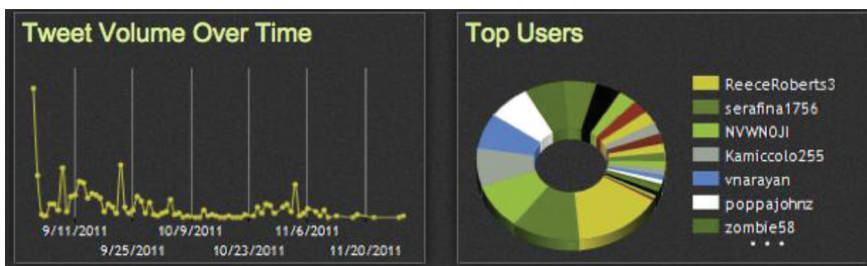 Tweet Volume Over Time
9/11/2011
10/9/2011
11/6/2011
9/25/2011
10/23/2011
11/20/2011
Top Users
ReeceRoberts3
serafina1756
NVWN0JI
Kamiccolo255
vnarayan
poppajohnz
zombie58
• • •